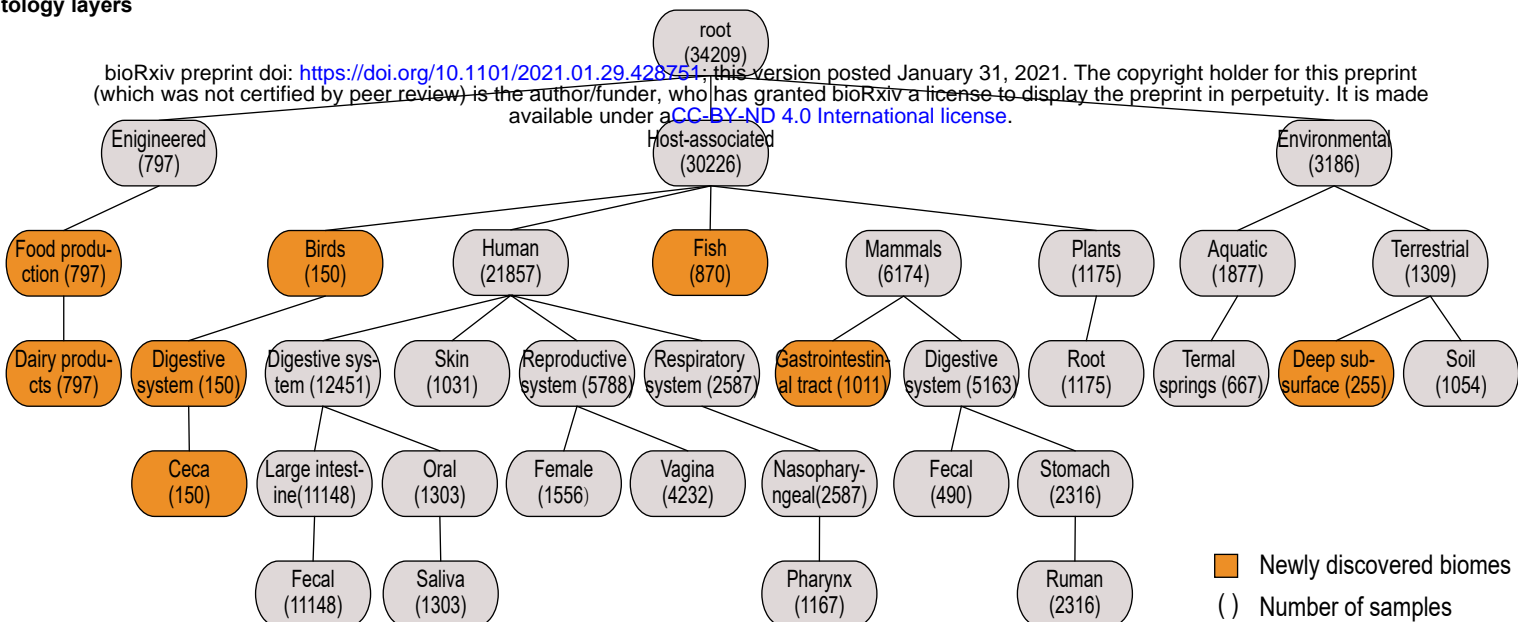 tology layers
root
(34209)
bioRxiv preprint doi: https://doi.org/10.1101/2021.01.29.428751; this version posted January 31, 2021. The copyright holder for this preprint
(which was not certified by peer review) is the author/funder, who has granted bioRxiv a license to display the preprint in perpetuity. It is made
available under aCC-BY-ND 4.0 International license.
Enigineered
(797)
Host-associated
(30226)
Environmental
(3186)
Food produ-
ction (797)
Birds
(150)
Human
(21857)
Fish
(870)
Mammals
(6174)
Plants
(1175)
Aquatic
(1877)
Terrestrial
(1309)
Dairy produ-
cts (797)
Digestive
system (150)
Digestive sys-
tem (12451)
Skin
(1031)
Reproductive
system (5788)
Respiratory
system (2587)
Gastrointestin-
al tract (1011)
Digestive
system (5163)
Root
(1175)
Termal
springs (667)
Deep sub-
surface (255)
Soil
(1054)
Ceca
(150)
Large intest-
ine(11148)
Oral
(1303)
Female
(1556)
Vagina
(4232)
Nasophary-
ngeal(2587)
Fecal
(490)
Stomach
(2316)
Fecal
(11148)
Saliva
(1303)
Pharynx
(1167)
Ruman
(2316)
Newly discovered biomes
( ) Number of samples